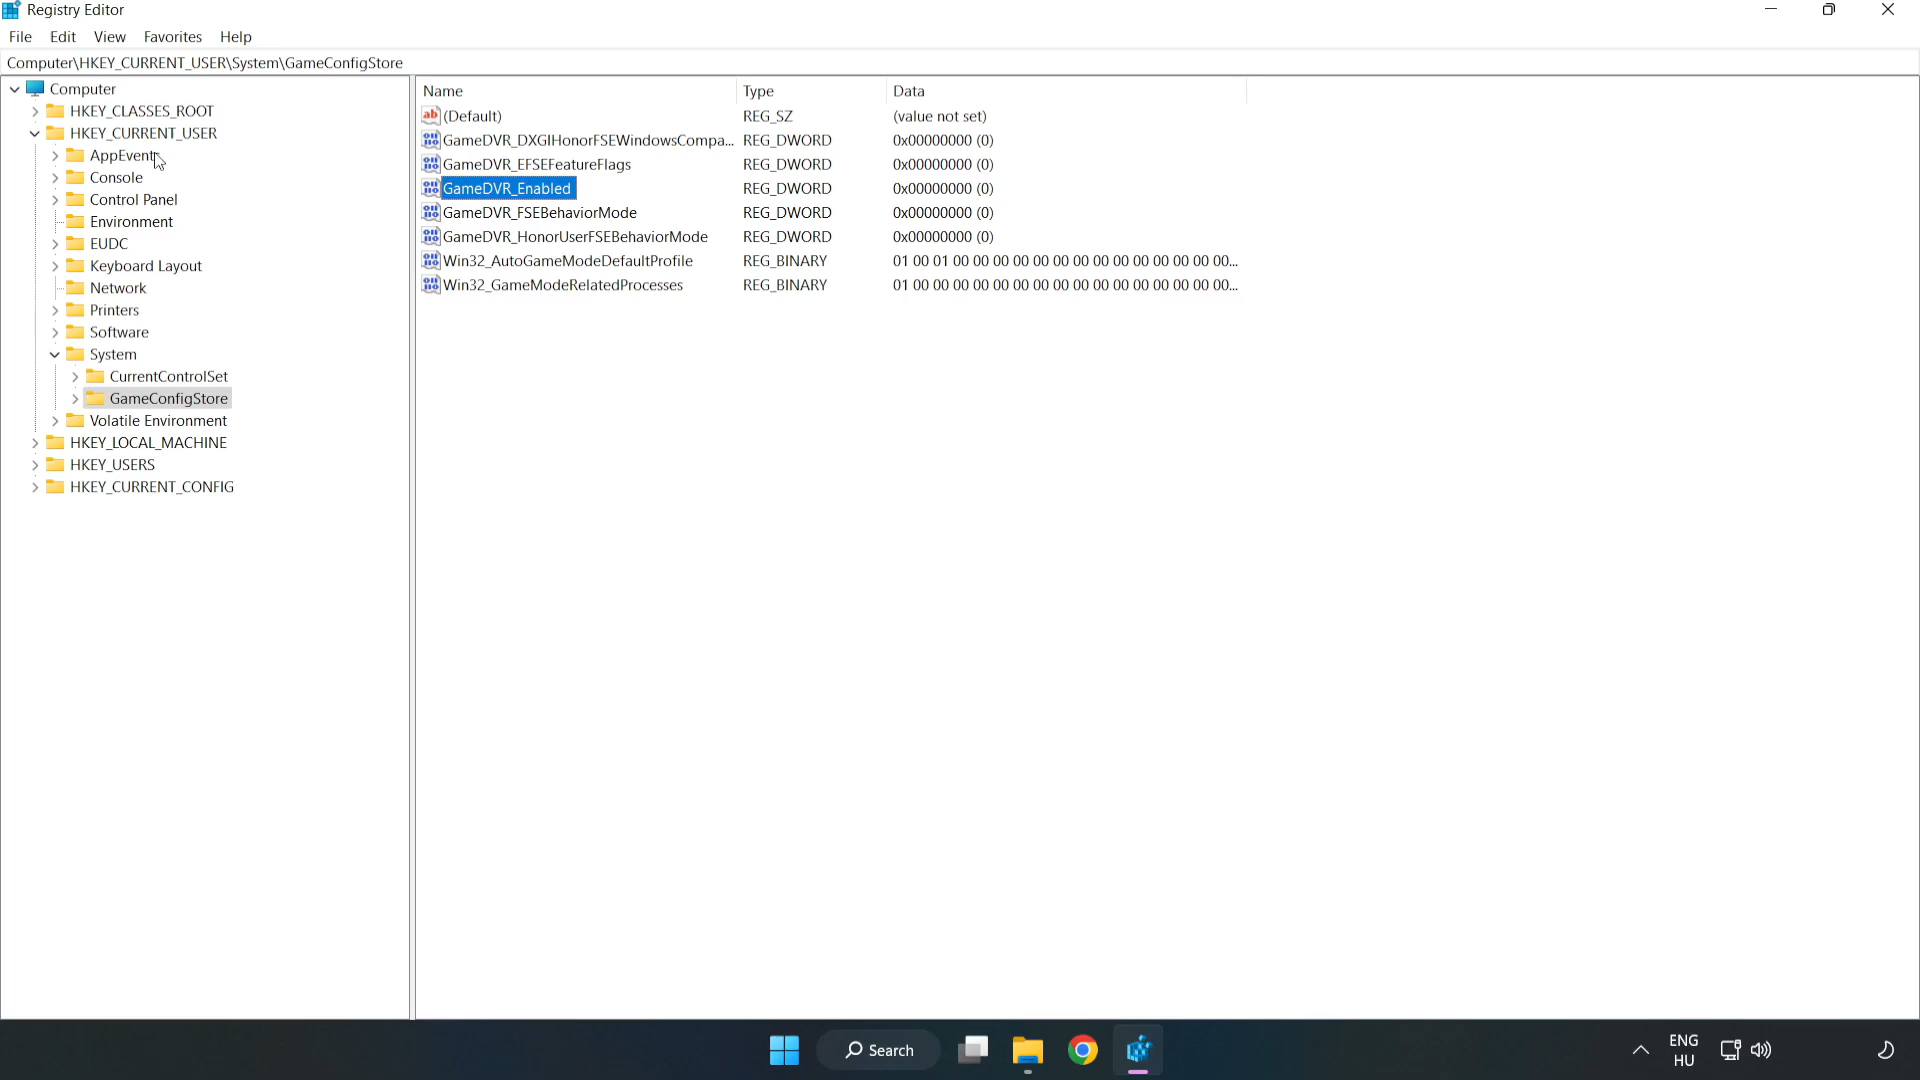 Registry Editor
File Edit View Favorites Help
Computer\HKEY_CURRENT_USER\System\GameConfigStore
Computer
HKEY_CLASSES_ROOT
HKEY_CURRENT_USER
AppEvents
Console
Control Panel
Environment
EUDC
Keyboard Layout
Network
Printers
Software
System
CurrentControlSet
GameConfigStore
Volatile Environment
HKEY_LOCAL_MACHINE
HKEY_USERS
HKEY_CURRENT_CONFIG
Name Type Data
ab (Default) REG_SZ (value not set)
GameDVR_DXGIHonorFSEWindowsCompa... REG_DWORD 0x00000000 (0)
GameDVR_EFSEFeatureFlags REG_DWORD 0x00000000 (0)
GameDVR_Enabled REG_DWORD 0x00000000 (0)
GameDVR_FSEBehaviorMode REG_DWORD 0x00000000 (0)
GameDVR_HonorUserFSEBehaviorMode REG_DWORD 0x00000000 (0)
Win32_AutoGameModeDefaultProfile REG_BINARY 01 00 01 00 00 00 00 00 00 00 00 00 00 00 00 00 00...
Win32_GameModeRelatedProcesses REG_BINARY 01 00 00 00 00 00 00 00 00 00 00 00 00 00 00 00 00...
Search
ENG
HU